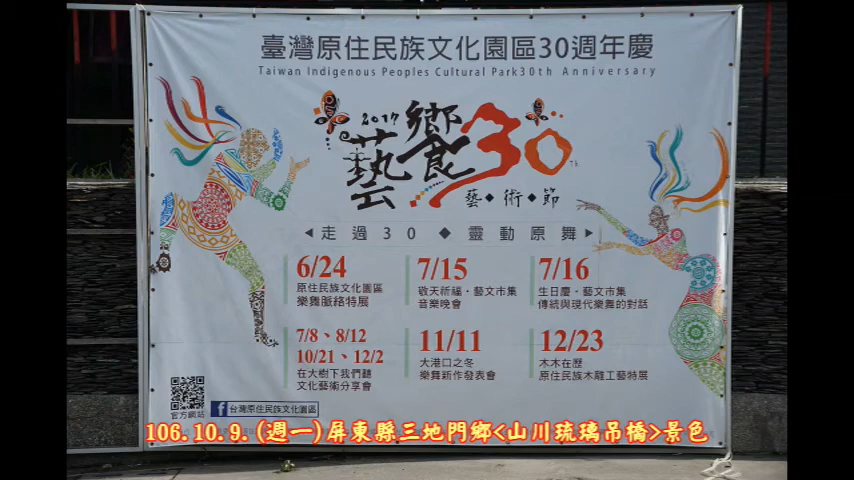 臺灣原住民族文化園區30週年慶
Taiwan Indigenous Peoples Cultural Park30th Anniversary
2017
藝饗30th
藝◆術◆節
◀走過30◆靈動原舞▶
6/24
原住民族文化園區
樂舞脈絡特展
7/15
敬天祈福・藝文市集
音樂晚會
7/16
生日慶・藝文市集
傳統與現代樂舞的對話
7/8、8/12
10/21、12/2
在大樹下我們聽
文化藝術分享會
11/11
大港口之冬
樂舞新作發表會
12/23
木木在歷
原住民族木雕工藝特展
官方網站
f 台灣原住民族文化園區
106.10.9.(週一)屏東縣三地門鄉<山川琉璃吊橋>景色